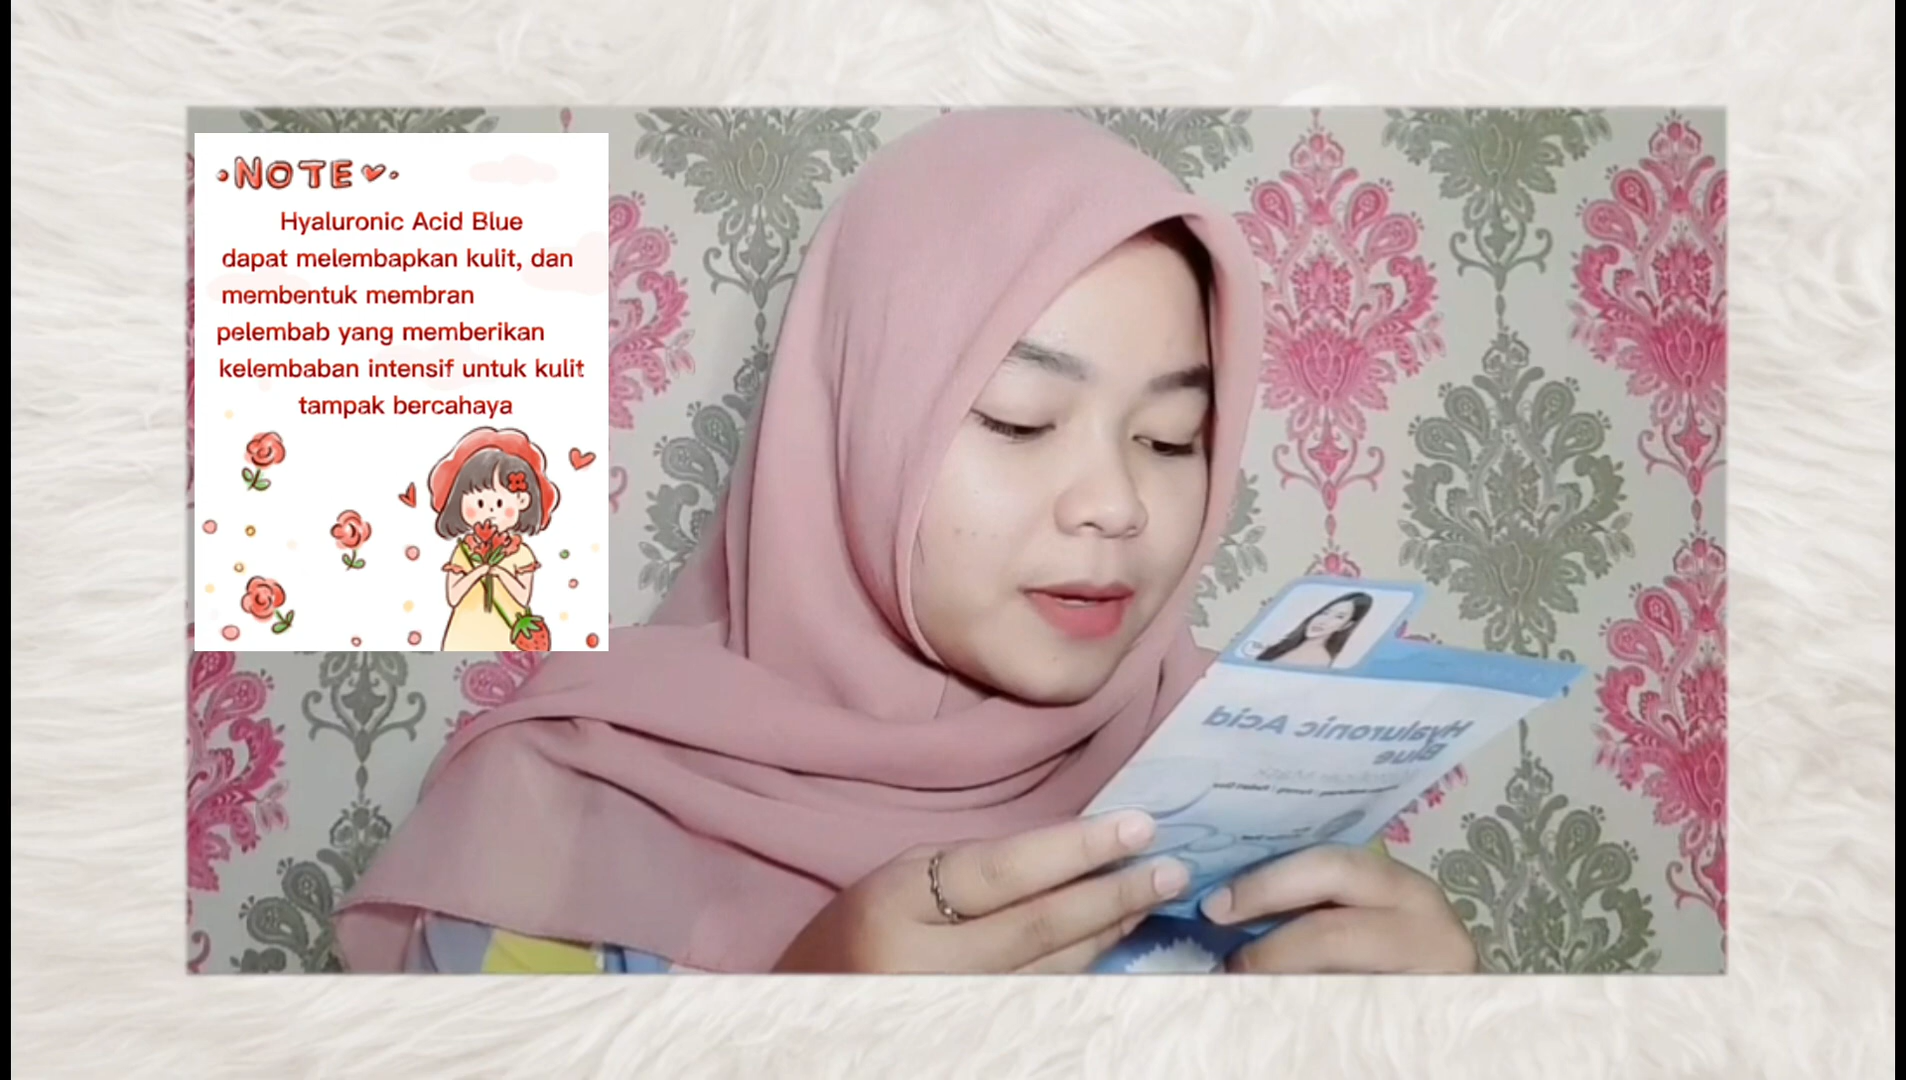 NOTE
Hyaluronic Acid Blue
dapat melembapkan kulit, dan
membentuk membran
pelembab yang memberikan
kelembaban intensif untuk kulit
tampak bercahaya
Hyaluronic Acid
Blue